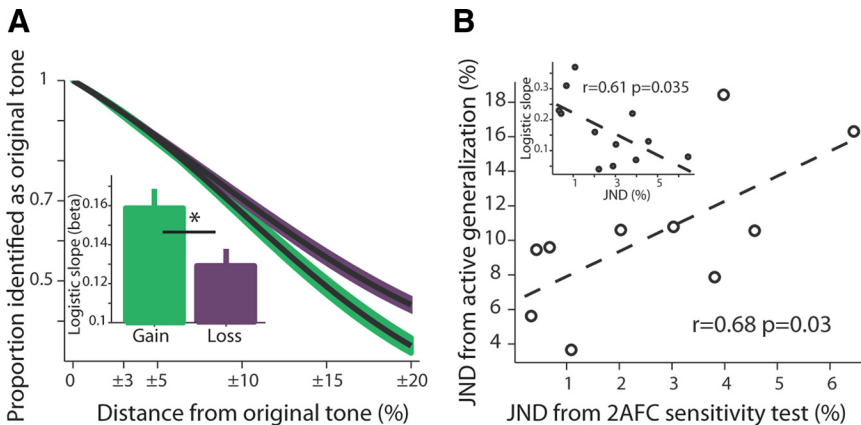 A
Proportion identified as original tone
1
0.7
0.5
0
±3
±5
±10
±15
±20
Distance from original tone (%)
Logistic slope (beta)
0.16
0.14
0.12
0.1
*
Gain
Loss
B
JND from active generalization (%)
18
16
14
12
10
8
6
4
1
2
3
4
5
6
JND from 2AFC sensitivity test (%)
r=0.68 p=0.03
Logistic slope
0.3
0.2
0.1
1
3
5
JND (%)
r=0.61 p=0.035